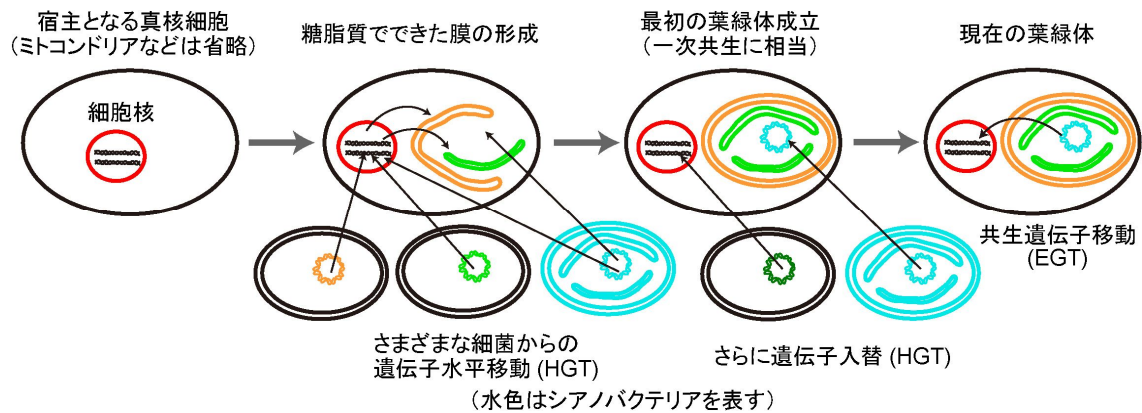 宿主となる真核細胞
（ミトコンドリアなどは省略）
細胞核
糖脂質でできた膜の形成
最初の葉緑体成立
（一次共生に相当）
現在の葉緑体
共生遺伝子移動
(EGT)
さまざまな細菌からの
遺伝子水平移動 (HGT)
さらに遺伝子入替 (HGT)
（水色はシアノバクテリアを表す）